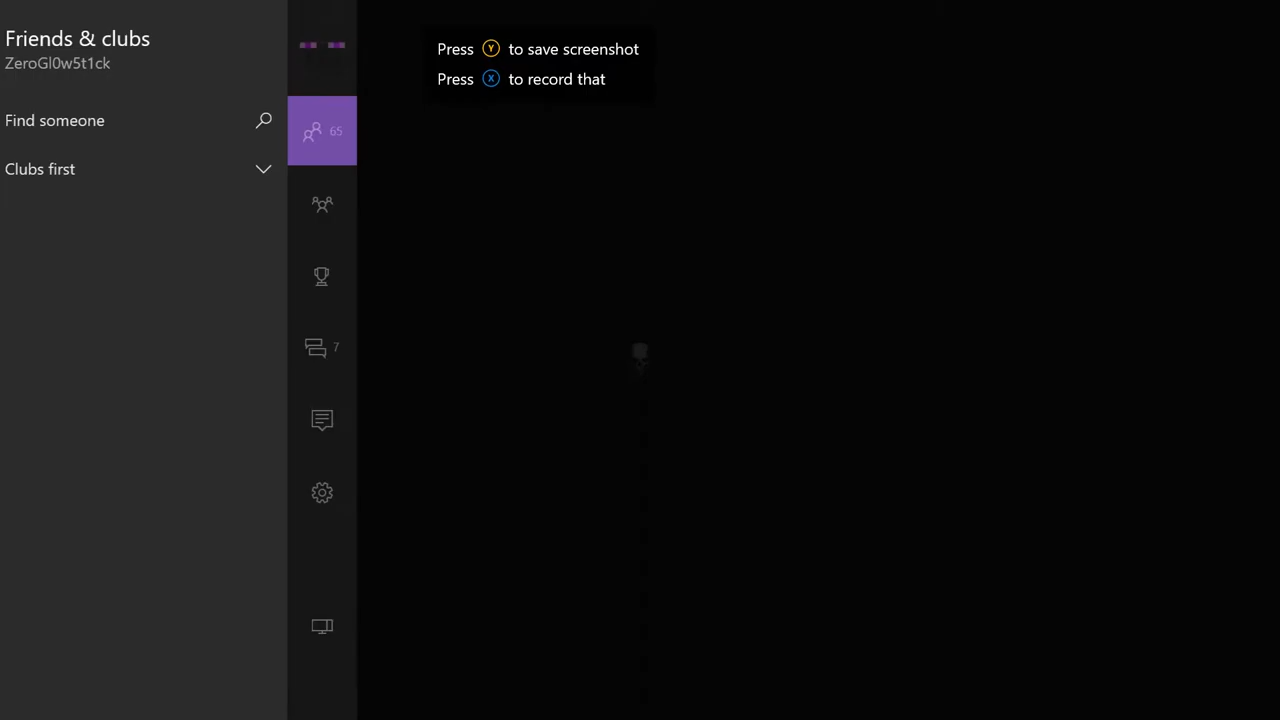 Friends & clubs
ZeroGl0w5t1ck
Find someone
Clubs first
65
7
Press Y to save screenshot
Press X to record that